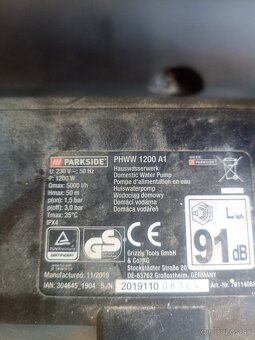 PARKSIDE®
PHWW 1200 A1
U: 230 V~; 50 Hz
P: 1200 W
Qmax: 5000 l/h
Hmax: 50 m
p(on): 1,5 bar
p(off): 3,0 bar
Tmax: 35°C
IPX4
Hauswasserwerk
Domestic Water Pump
Pompe d'alimentation en eau
Huiswaterpomp
Wodociąg domowy
Domácí vodárna
Domáca vodáreň
91 dB
GS
Grizzly Tools GmbH
& Co. KG
Stockstädter Straße 20
DE-63762 Großostheim, GERMANY
Manufactured: 11/2019
IAN: 304645_1904 S/N
2019110
Art.-Nr.